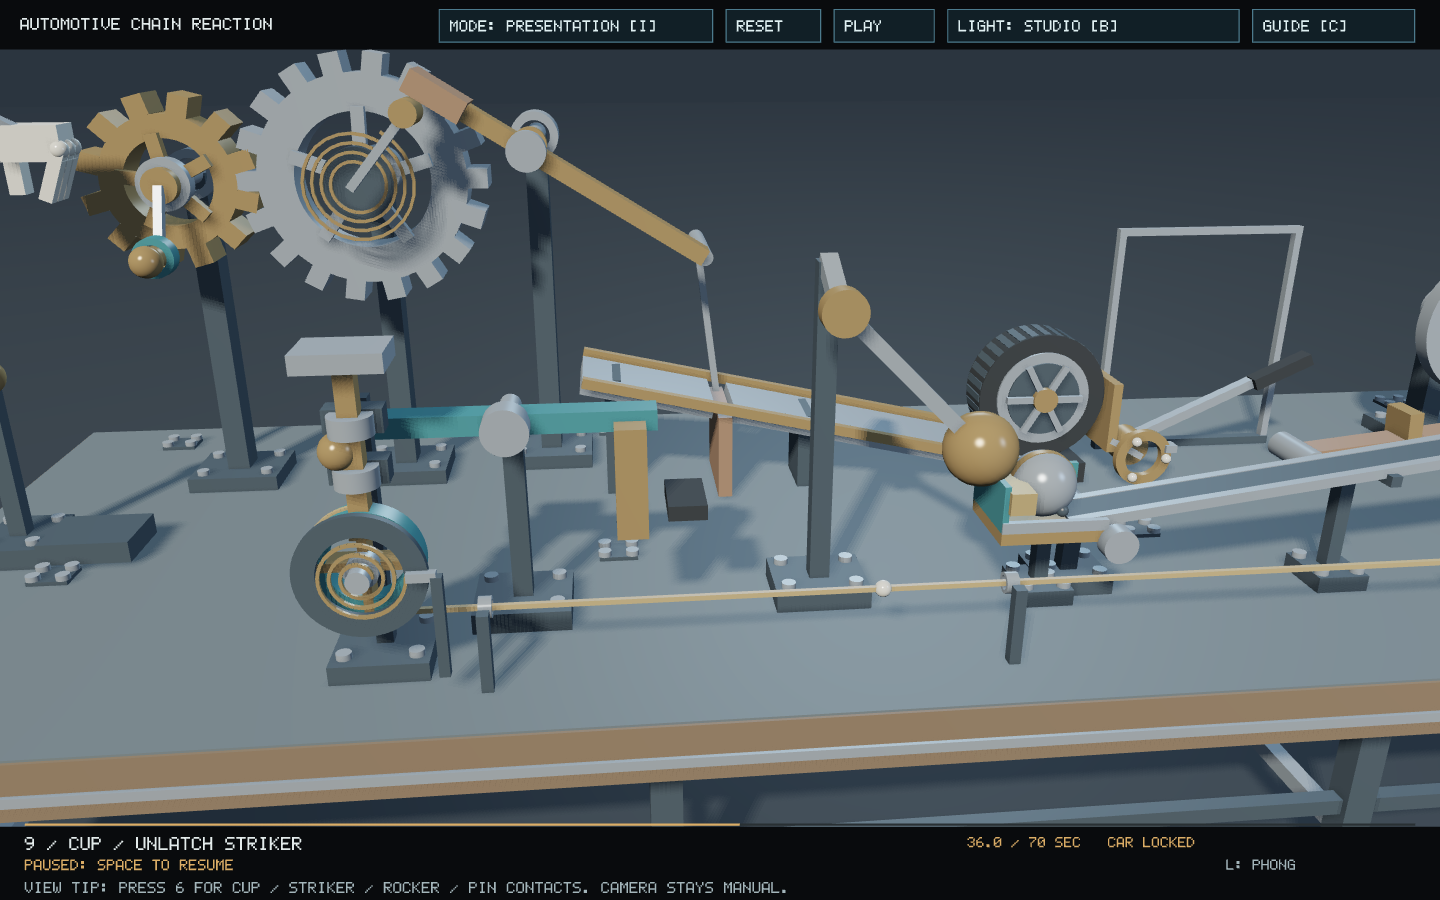 AUTOMOTIVE CHAIN REACTION
MODE: PRESENTATION [I]
RESET
PLAY
LIGHT: STUDIO [B]
GUIDE [C]
9 / CUP / UNLATCH STRIKER
36.0 / 70 SEC
CAR LOCKED
PAUSED: SPACE TO RESUME
L: PHONG
VIEW TIP: PRESS 6 FOR CUP / STRIKER / ROCKER / PIN CONTACTS. CAMERA STAYS MANUAL.